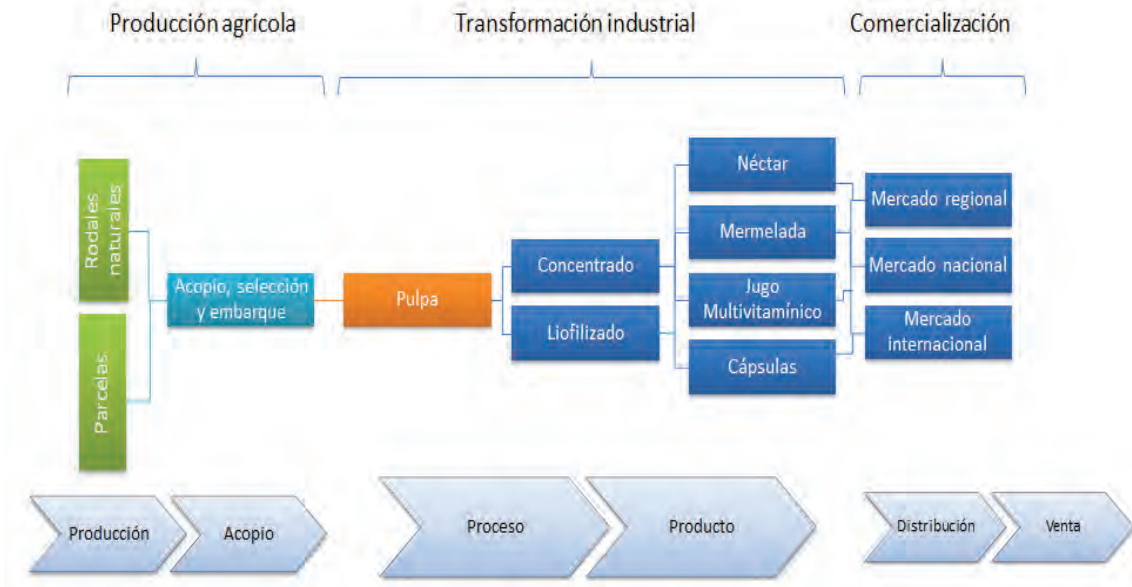 Producción agrícola
Transformación industrial
Comercialización
Rodales
naturales
Parcelas
Acopio, selección
y embarque
Pulpa
Concentrado
Liofilizado
Néctar
Mermelada
Jugo
Multivitamínico
Cápsulas
Mercado regional
Mercado nacional
Mercado
internacional
Producción
Acopio
Proceso
Producto
Distribución
Venta